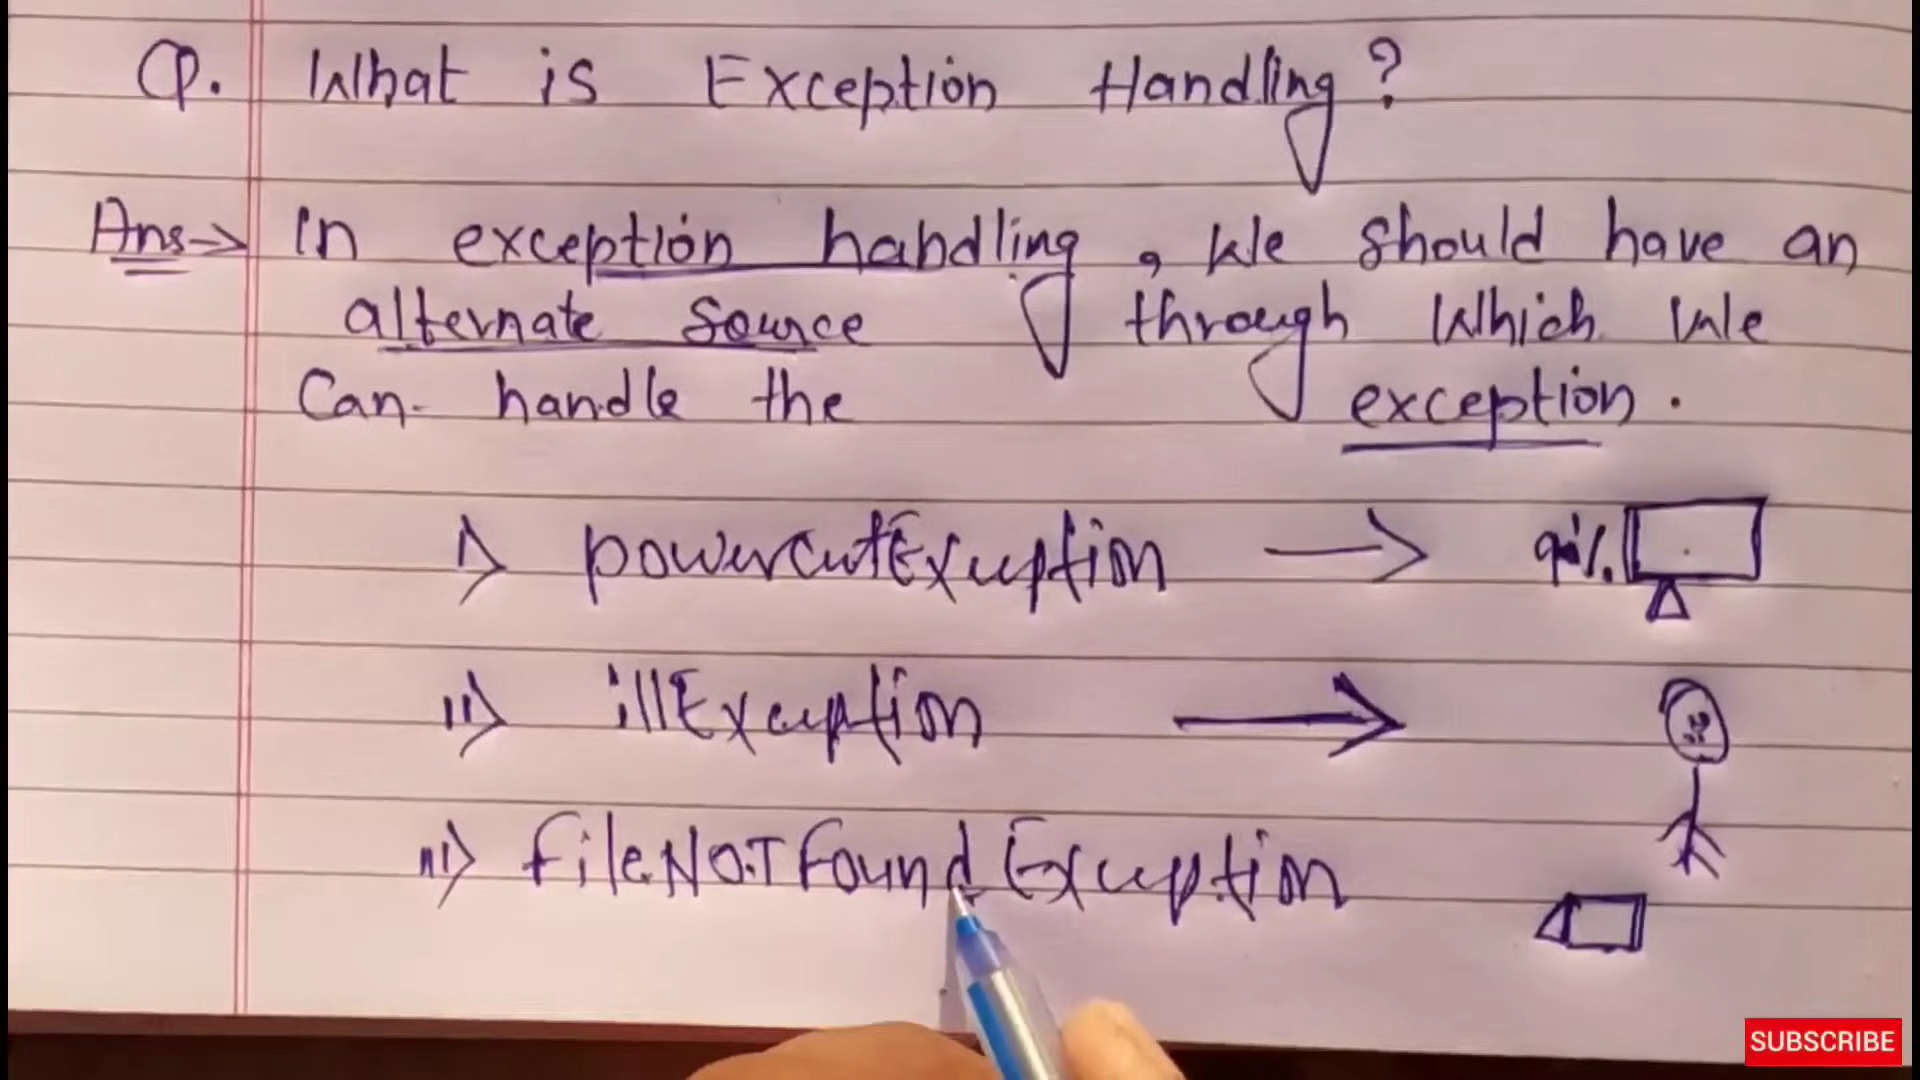 Q. What is Exception Handling?
Ans→ In exception handling, We should have an
alternate source through Which We
Can handle the exception.
i) powercutException → 90%.
ii) illException →
iii) fileNOTFoundException
SUBSCRIBE